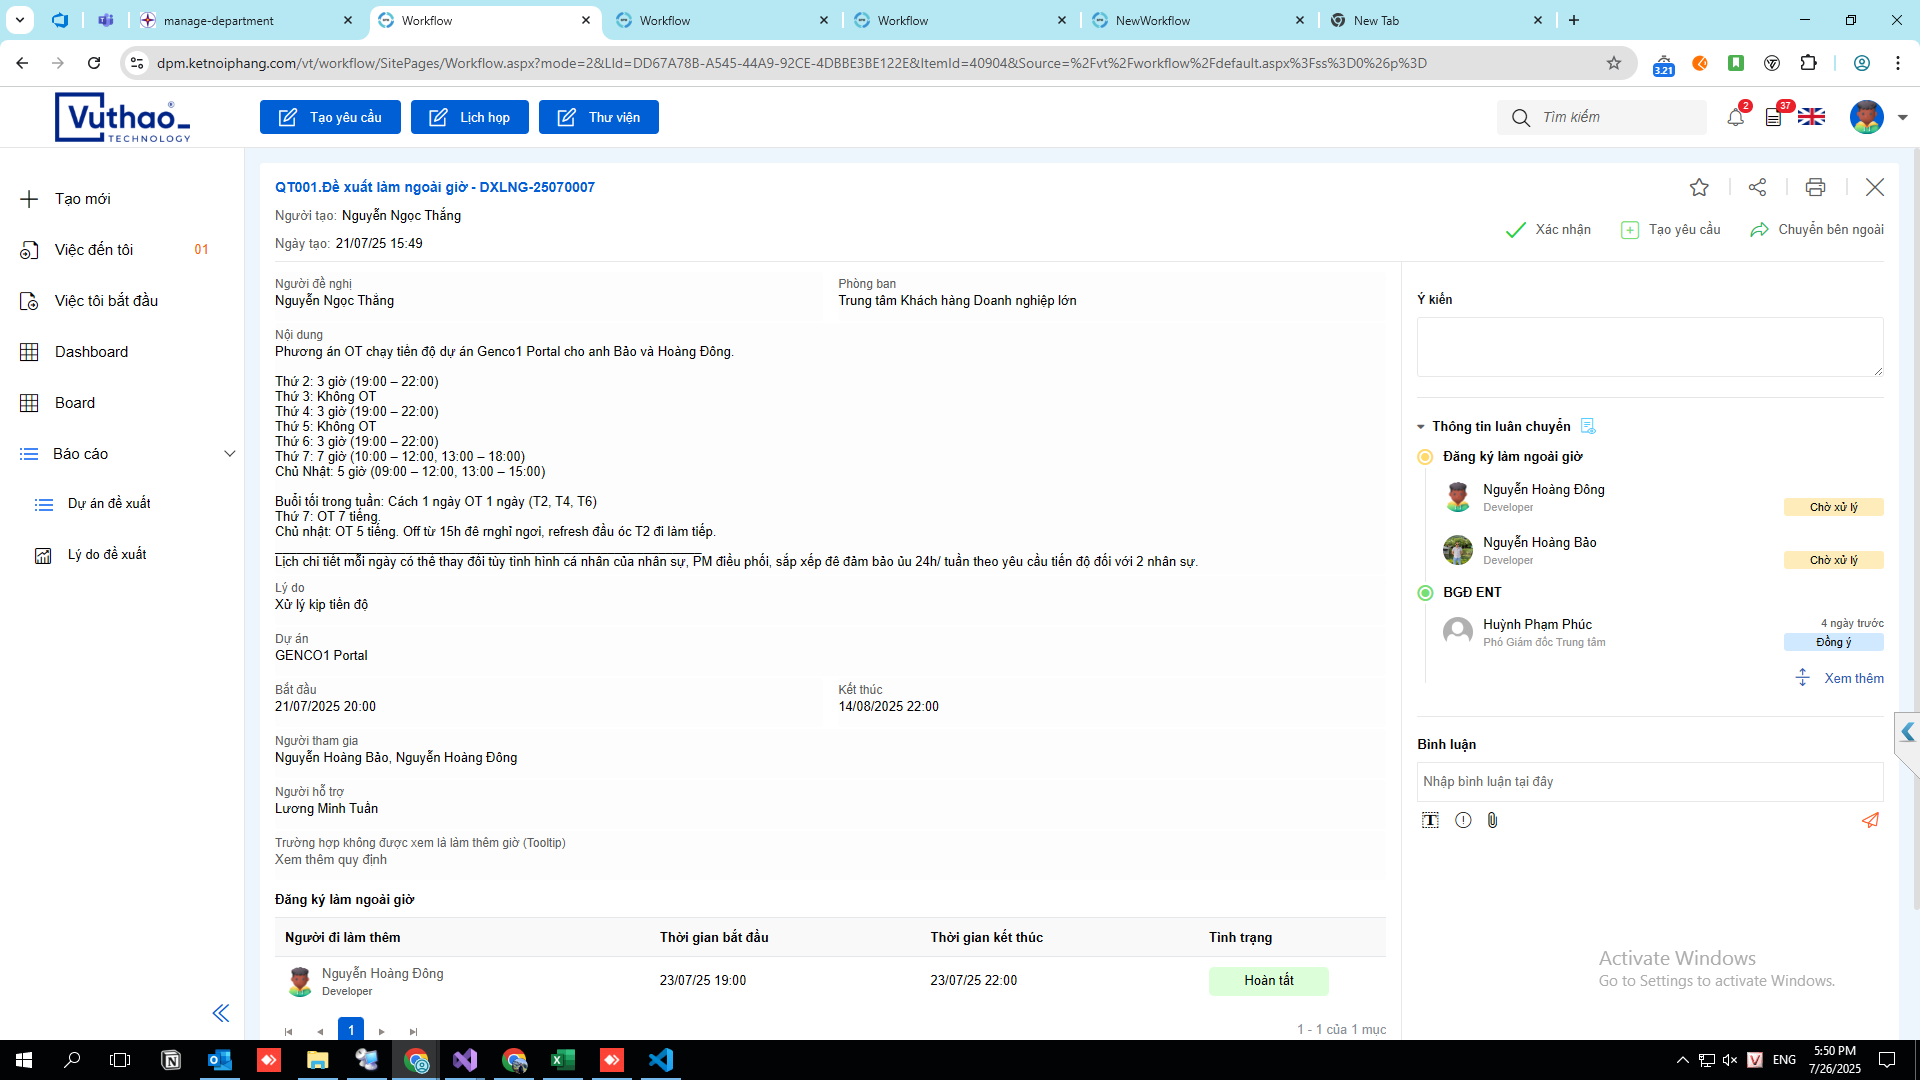 manage-department
Workflow
Workflow
Workflow
NewWorkflow
New Tab
dpm.ketnoiphang.com/vt/workflow/SitePages/Workflow.aspx?mode=2&LId=DD67A78B-A545-44A9-92CE-4DBBE3BE122E&ItemId=40904&Source=%2Fvt%2Fworkflow%2Fdefault.aspx%3Fss%3D0%26p%3D
3.21
Vuthao®
TECHNOLOGY
Tạo yêu cầu
Lịch họp
Thư viện
Tìm kiếm
2
37
Tạo mới
Việc đến tôi
01
Việc tôi bắt đầu
Dashboard
Board
Báo cáo
Dự án đề xuất
Lý do đề xuất
QT001.Đề xuất làm ngoài giờ - DXLNG-25070007
Người tạo: Nguyễn Ngọc Thắng
Ngày tạo: 21/07/25 15:49
Xác nhận
Tạo yêu cầu
Chuyển bên ngoài
Người đề nghị
Nguyễn Ngọc Thắng
Phòng ban
Trung tâm Khách hàng Doanh nghiệp lớn
Nội dung
Phương án OT chạy tiến độ dự án Genco1 Portal cho anh Bảo và Hoàng Đông.
Thứ 2: 3 giờ (19:00 – 22:00)
Thứ 3: Không OT
Thứ 4: 3 giờ (19:00 – 22:00)
Thứ 5: Không OT
Thứ 6: 3 giờ (19:00 – 22:00)
Thứ 7: 7 giờ (10:00 – 12:00, 13:00 – 18:00)
Chủ Nhật: 5 giờ (09:00 – 12:00, 13:00 – 15:00)
Buổi tối trong tuần: Cách 1 ngày OT 1 ngày (T2, T4, T6)
Thứ 7: OT 7 tiếng.
Chủ nhật: OT 5 tiếng. Off từ 15h đê rnghỉ ngơi, refresh đầu óc T2 đi làm tiếp.
Lịch chi tiết mỗi ngày có thể thay đổi tùy tình hình cá nhân của nhân sự, PM điều phối, sắp xếp để đảm bảo ủu 24h/ tuần theo yêu cầu tiến độ đối với 2 nhân sự.
Lý do
Xử lý kịp tiến độ
Dự án
GENCO1 Portal
Bắt đầu
21/07/2025 20:00
Kết thúc
14/08/2025 22:00
Người tham gia
Nguyễn Hoàng Bảo, Nguyễn Hoàng Đông
Người hỗ trợ
Lương Minh Tuấn
Trường hợp không được xem là làm thêm giờ (Tooltip)
Xem thêm quy định
Đăng ký làm ngoài giờ
Người đi làm thêm
Thời gian bắt đầu
Thời gian kết thúc
Tình trạng
Nguyễn Hoàng Đông
Developer
23/07/25 19:00
23/07/25 22:00
Hoàn tất
1
1 - 1 của 1 mục
Ý kiến
Thông tin luân chuyển
Đăng ký làm ngoài giờ
Nguyễn Hoàng Đông
Developer
Chờ xử lý
Nguyễn Hoàng Bảo
Developer
Chờ xử lý
BGĐ ENT
Huỳnh Phạm Phúc
4 ngày trước
Phó Giám đốc Trung tâm
Đồng ý
Xem thêm
Bình luận
Nhập bình luận tại đây
Activate Windows
Go to Settings to activate Windows.
ENG
5:50 PM
7/26/2025